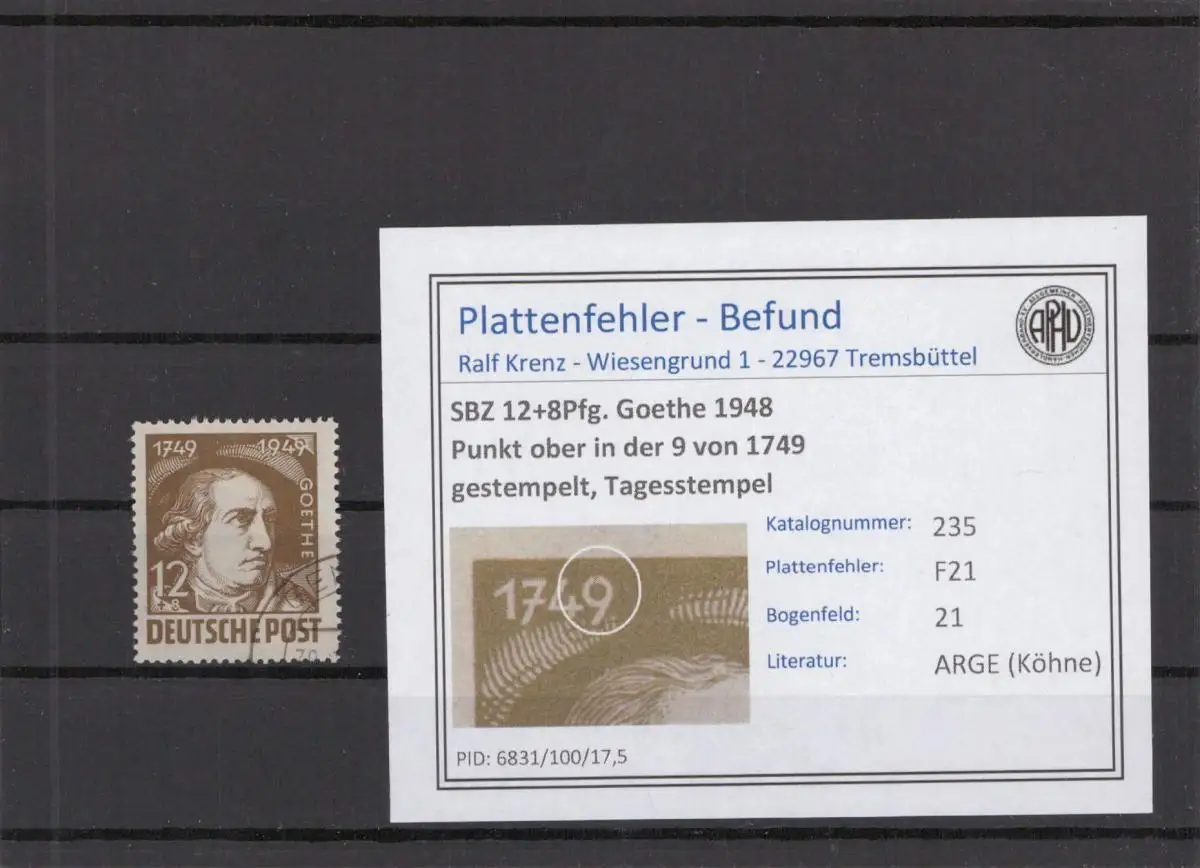 1749 1949
GOETHE
12
+8
DEUTSCHE POST
Plattenfehler - Befund
Ralf Krenz - Wiesengrund 1 - 22967 Tremsbüttel
APHV
SBZ 12+8Pfg. Goethe 1948
Punkt ober in der 9 von 1749
gestempelt, Tagesstempel
1749
Katalognummer: 235
Plattenfehler: F21
Bogenfeld: 21
Literatur: ARGE (Köhne)
PID: 6831/100/17,5